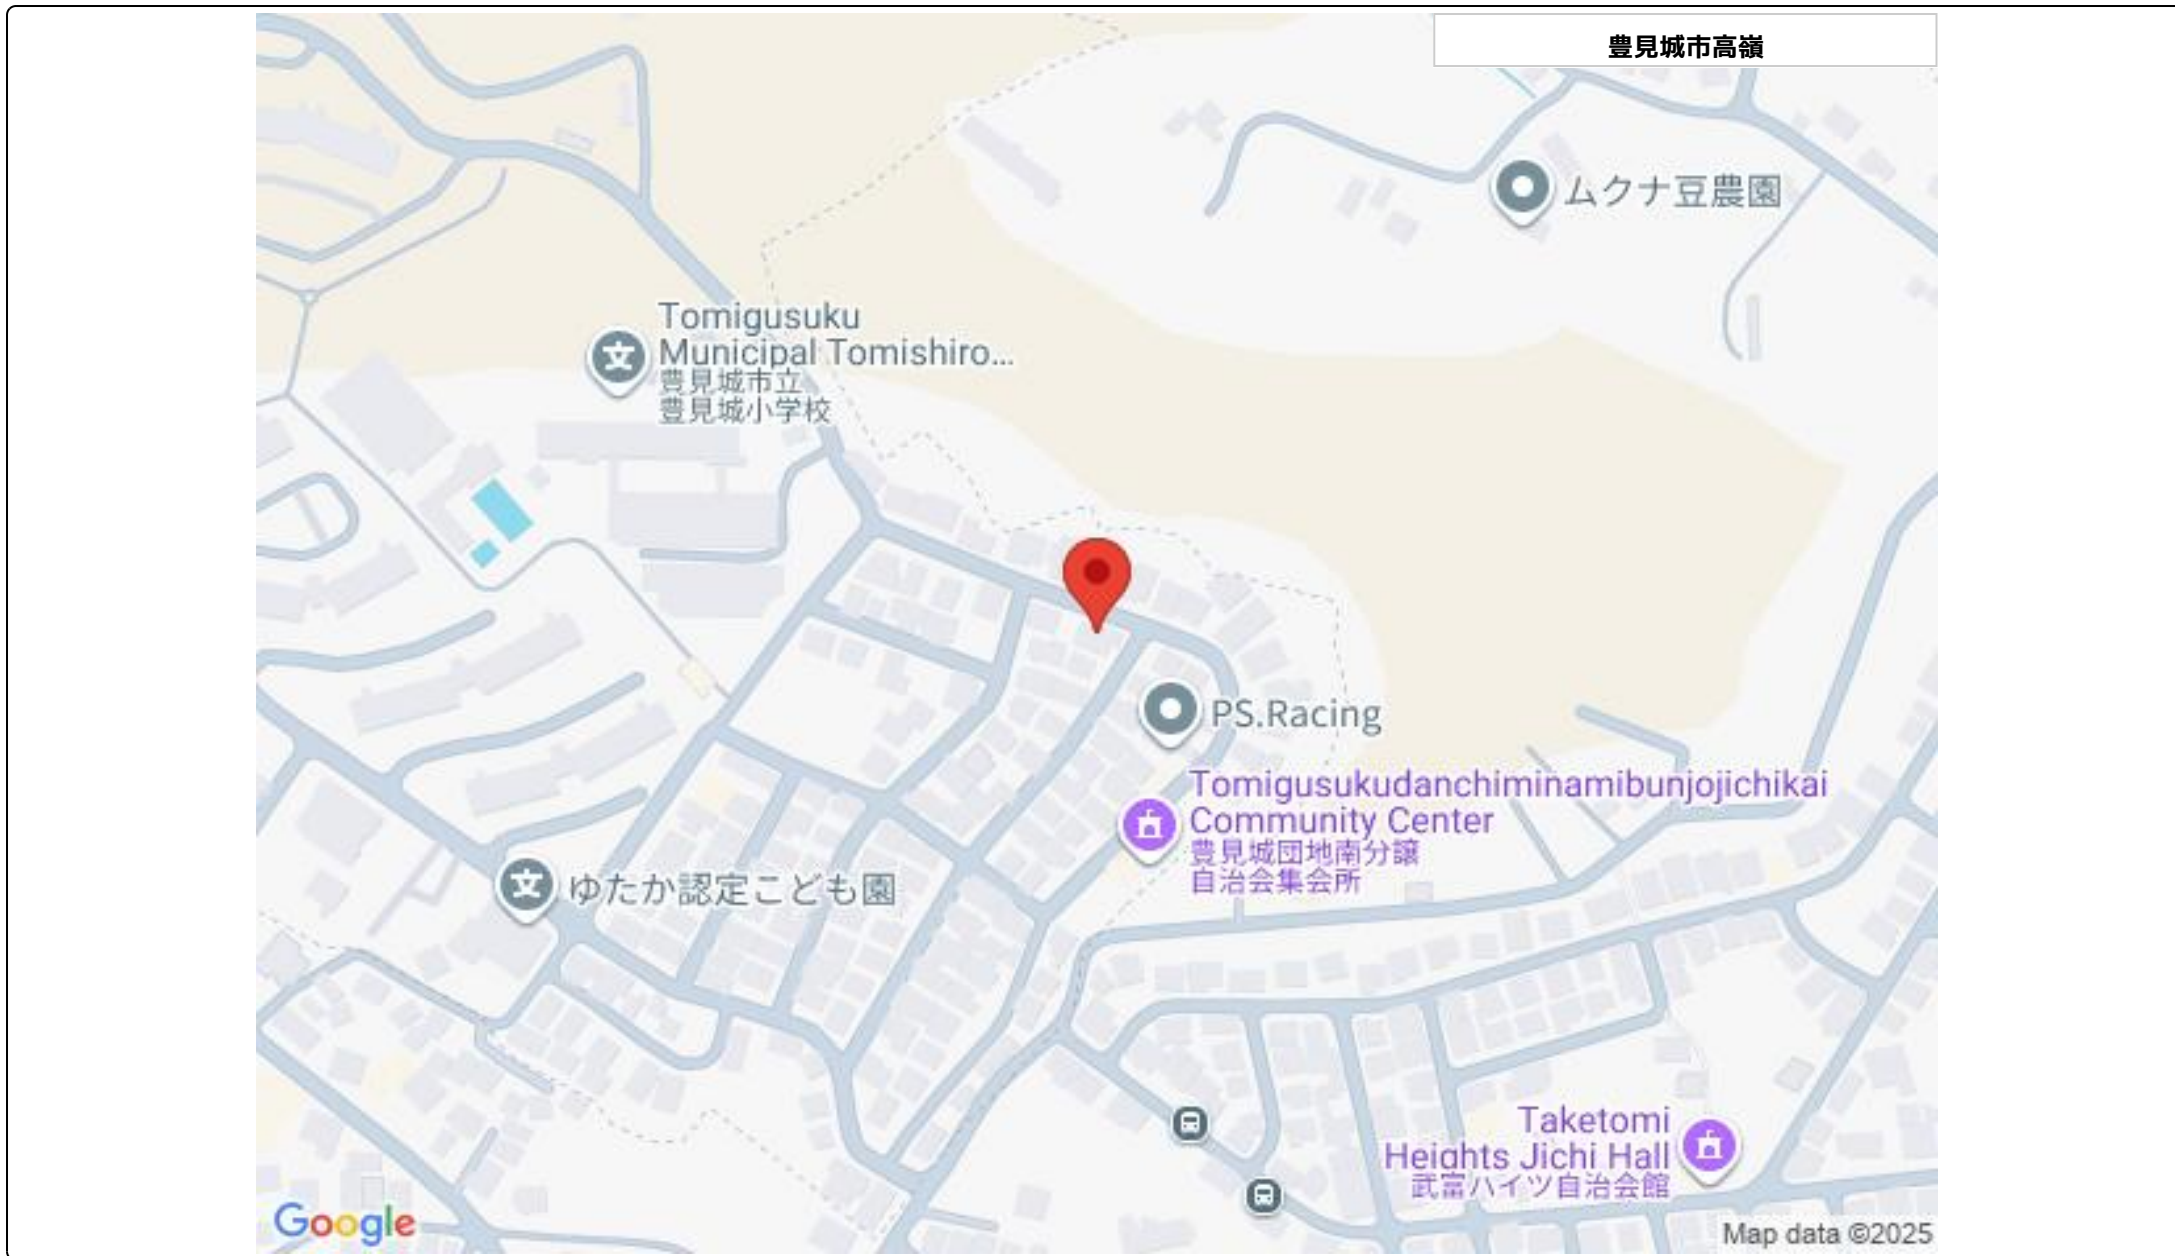 豊見城市高嶺
ムクナ豆農園
Tomigusuku
Municipal Tomishiro...
豊見城市立
豊見城小学校
PS.Racing
Tomigusukudanchiminamibunjojichikai
Community Center
豊見城団地南分譲
自治会集会所
ゆたか認定こども園
Taketomi
Heights Jichi Hall
武富ハイツ自治会館
Google
Map data ©2025